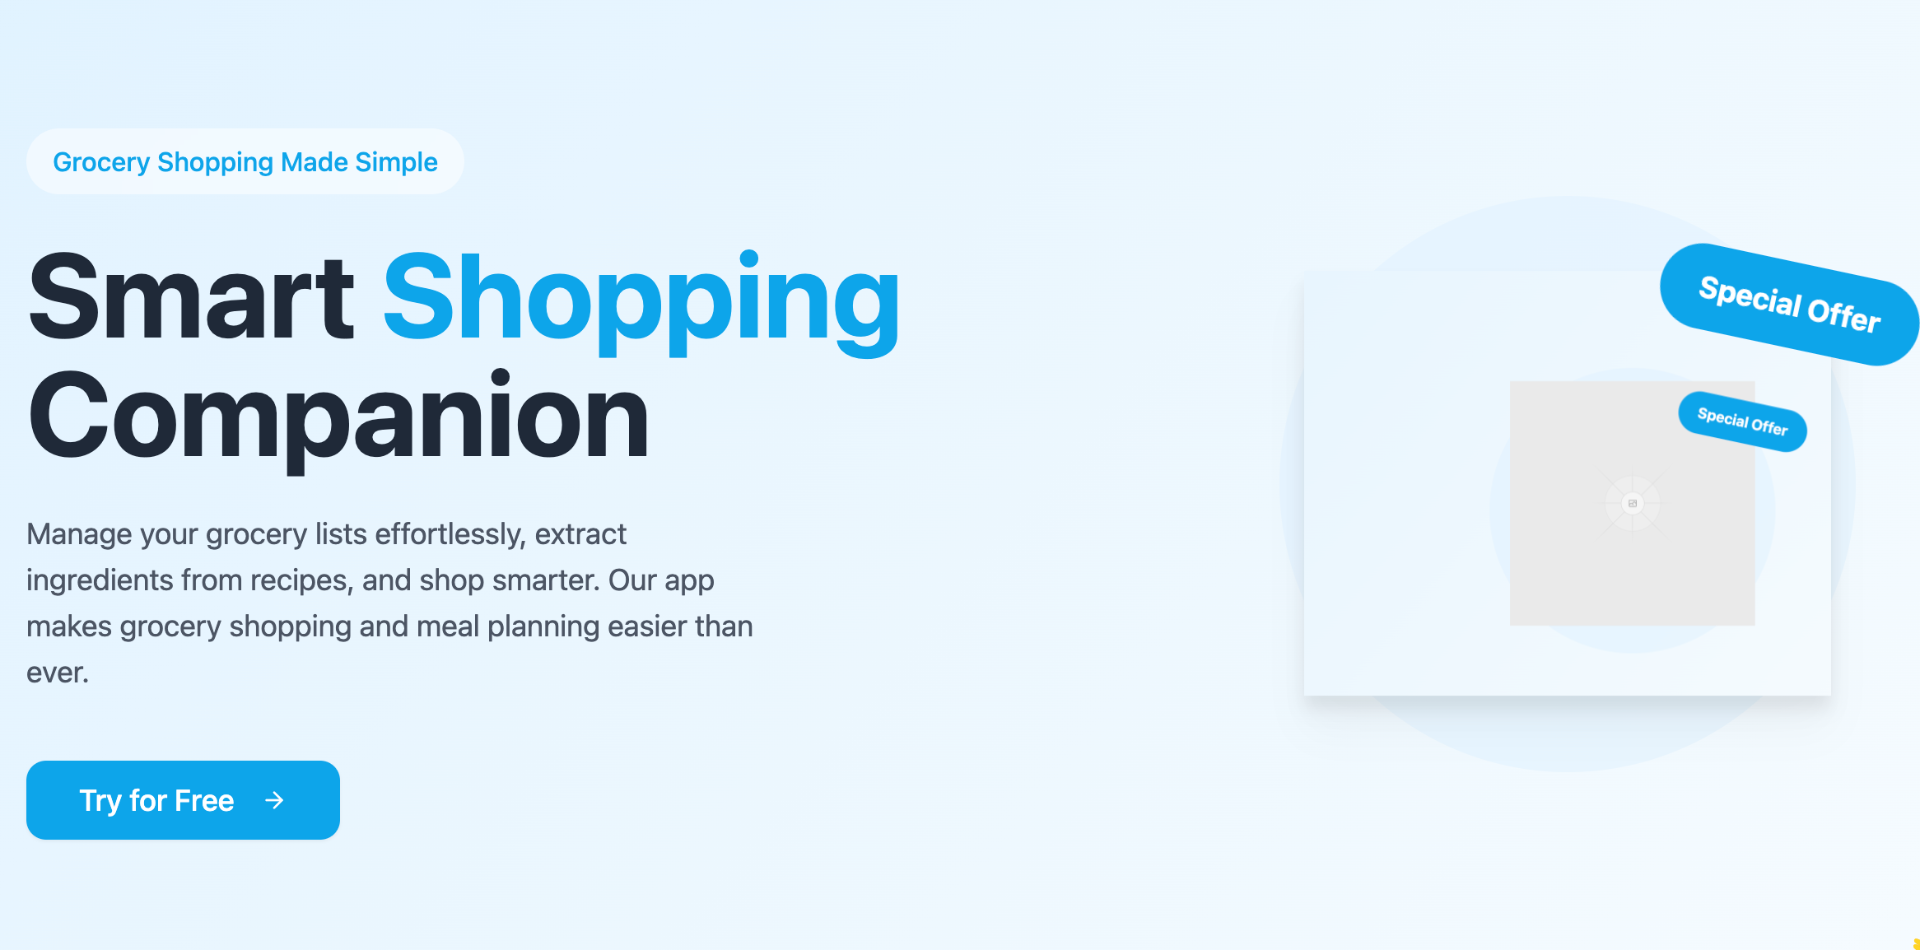 Grocery Shopping Made Simple
Smart Shopping
Companion
Manage your grocery lists effortlessly, extract
ingredients from recipes, and shop smarter. Our app
makes grocery shopping and meal planning easier than
ever.
Try for Free →
Special Offer
Special Offer